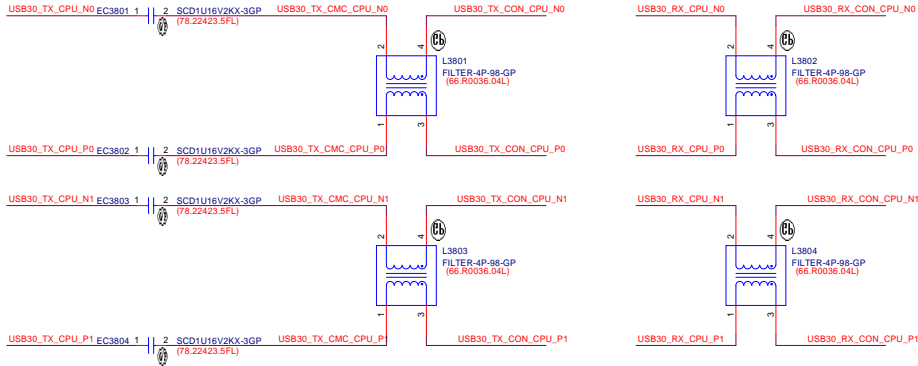 USB30_TX_CPU_N0 EC3801 1 2 SCD1U16V2KX-3GP USB30_TX_CMC_CPU_N0 USB30_TX_CON_CPU_N0 USB30_RX_CPU_N0 USB30_RX_CON_CPU_N0
(78.22423.5FL)
2 4 2 4
L3801 L3802
FILTER-4P-98-GP FILTER-4P-98-GP
(66.R0036.04L) (66.R0036.04L)
1 3 1 3
USB30_TX_CPU_P0 EC3802 1 2 SCD1U16V2KX-3GP USB30_TX_CMC_CPU_P0 USB30_TX_CON_CPU_P0 USB30_RX_CPU_P0 USB30_RX_CON_CPU_P0
(78.22423.5FL)
USB30_TX_CPU_N1 EC3803 1 2 SCD1U16V2KX-3GP USB30_TX_CMC_CPU_N1 USB30_TX_CON_CPU_N1 USB30_RX_CPU_N1 USB30_RX_CON_CPU_N1
(78.22423.5FL)
2 4 2 4
L3803 L3804
FILTER-4P-98-GP FILTER-4P-98-GP
(66.R0036.04L) (66.R0036.04L)
1 3 1 3
USB30_TX_CPU_P1 EC3804 1 2 SCD1U16V2KX-3GP USB30_TX_CMC_CPU_P1 USB30_TX_CON_CPU_P1 USB30_RX_CPU_P1 USB30_RX_CON_CPU_P1
(78.22423.5FL)